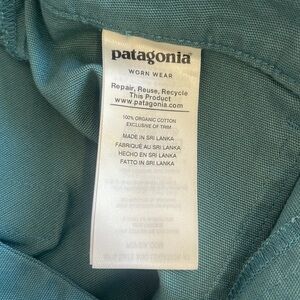 patagonia
WORN WEAR
Repair, Reuse, Recycle
This Product
www.patagonia.com
100% ORGANIC COTTON
EXCLUSIVE OF TRIM
MADE IN SRI LANKA
FABRIQUÉ AU SRI LANKA
HECHO EN SRI LANKA
FATTO IN SRI LANKA